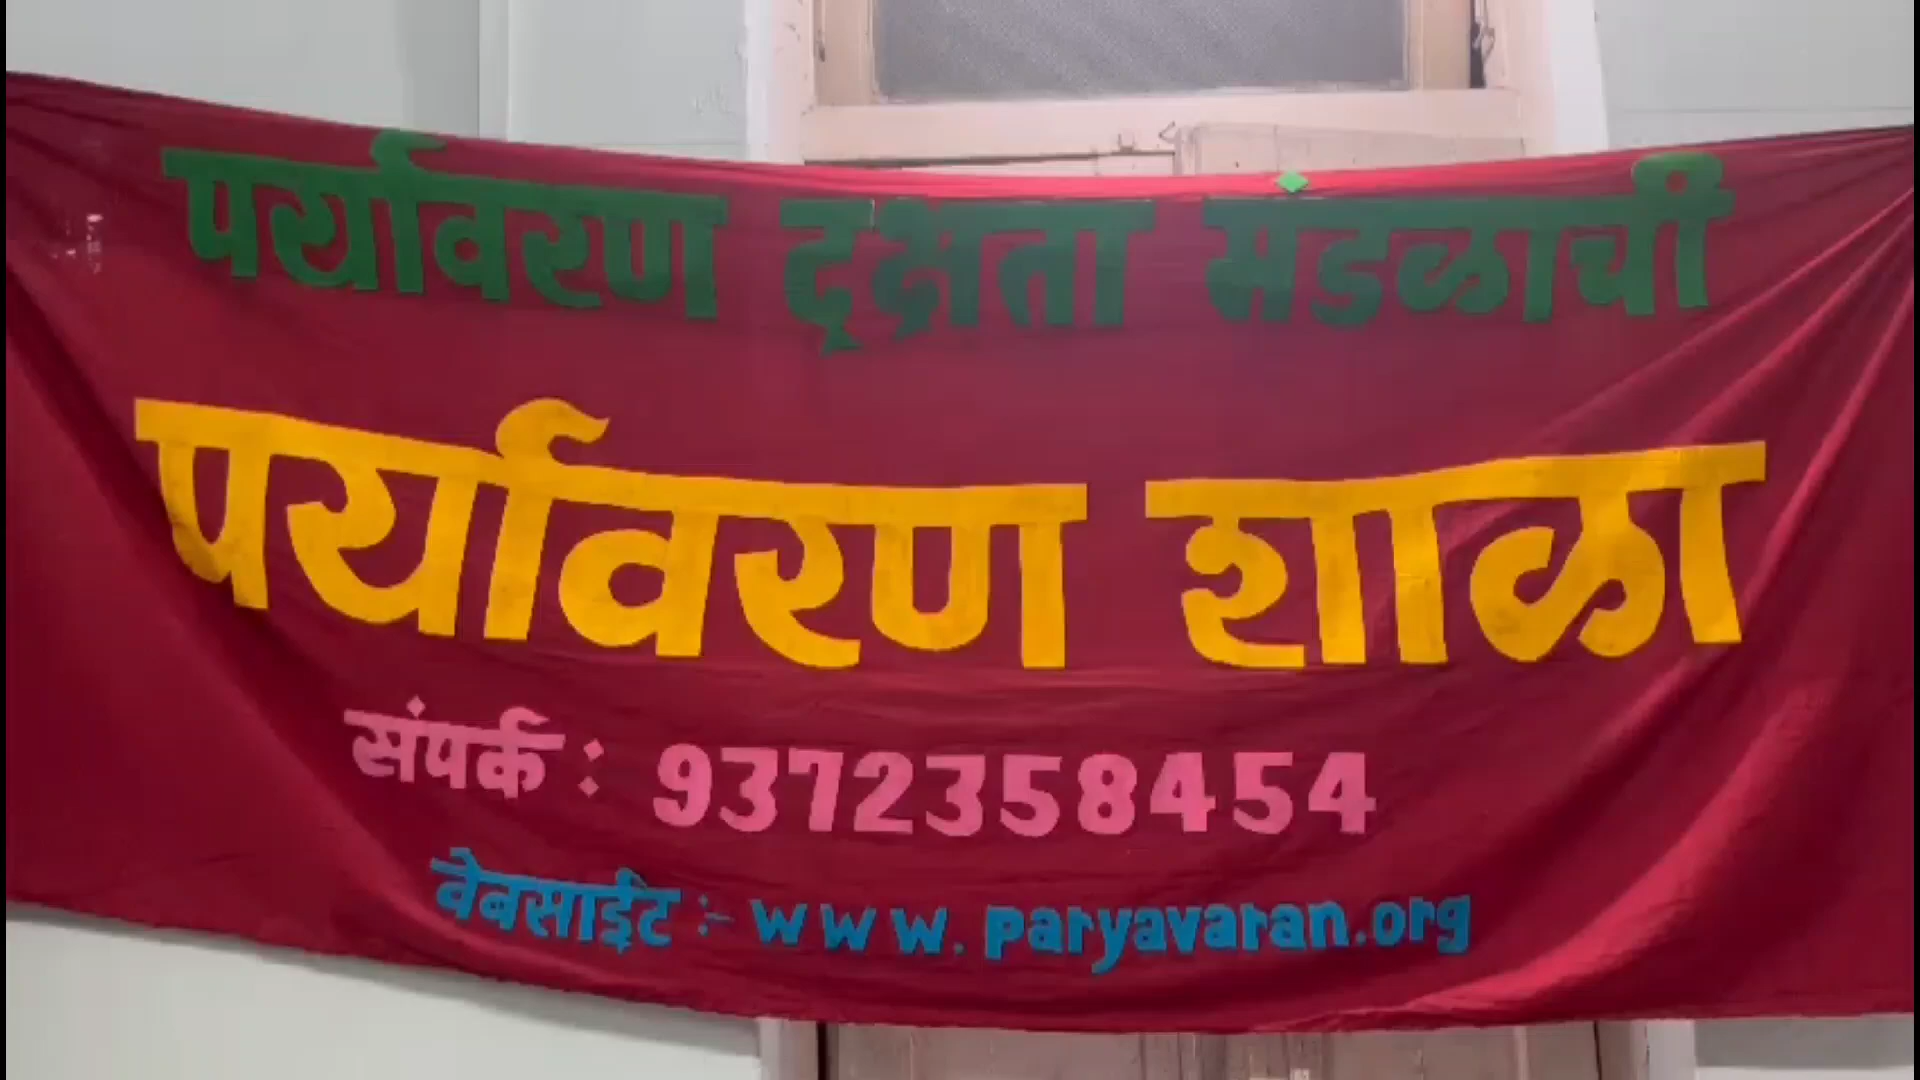 पर्यावरण दक्षता मंडळाची
पर्यावरण शाळा
संपर्क : 9372358454
वेबसाईट :- www.paryavaran.org